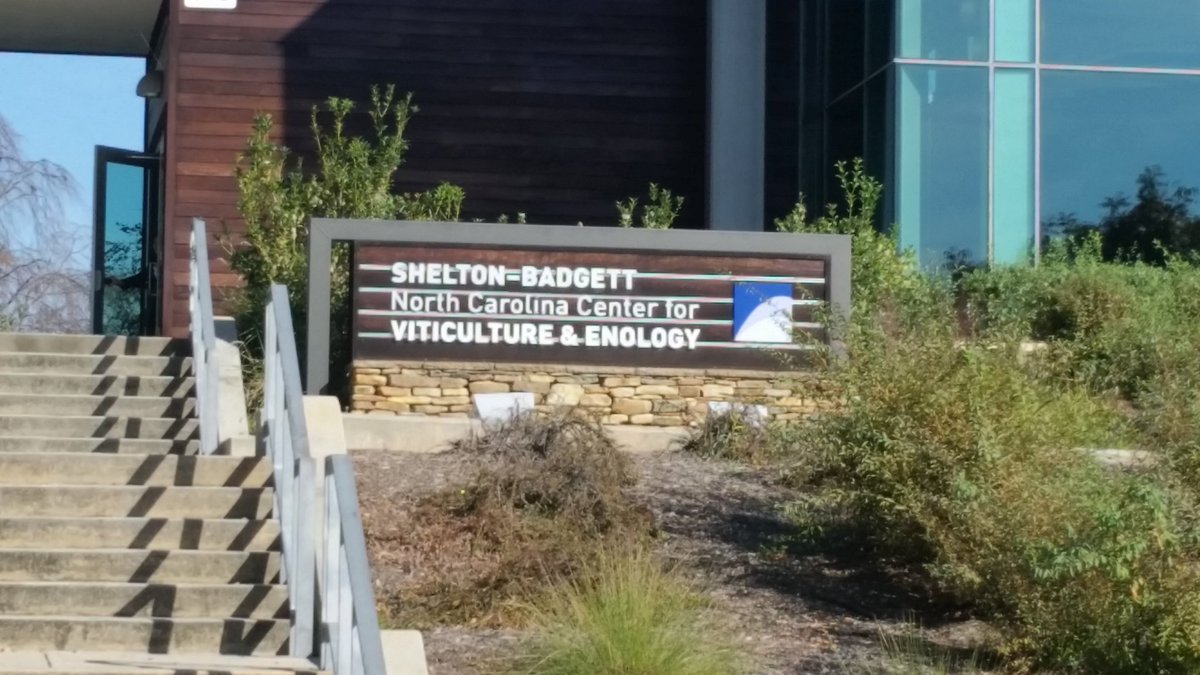 SHELTON-BADGETT
North Carolina Center for
VITICULTURE & ENOLOGY